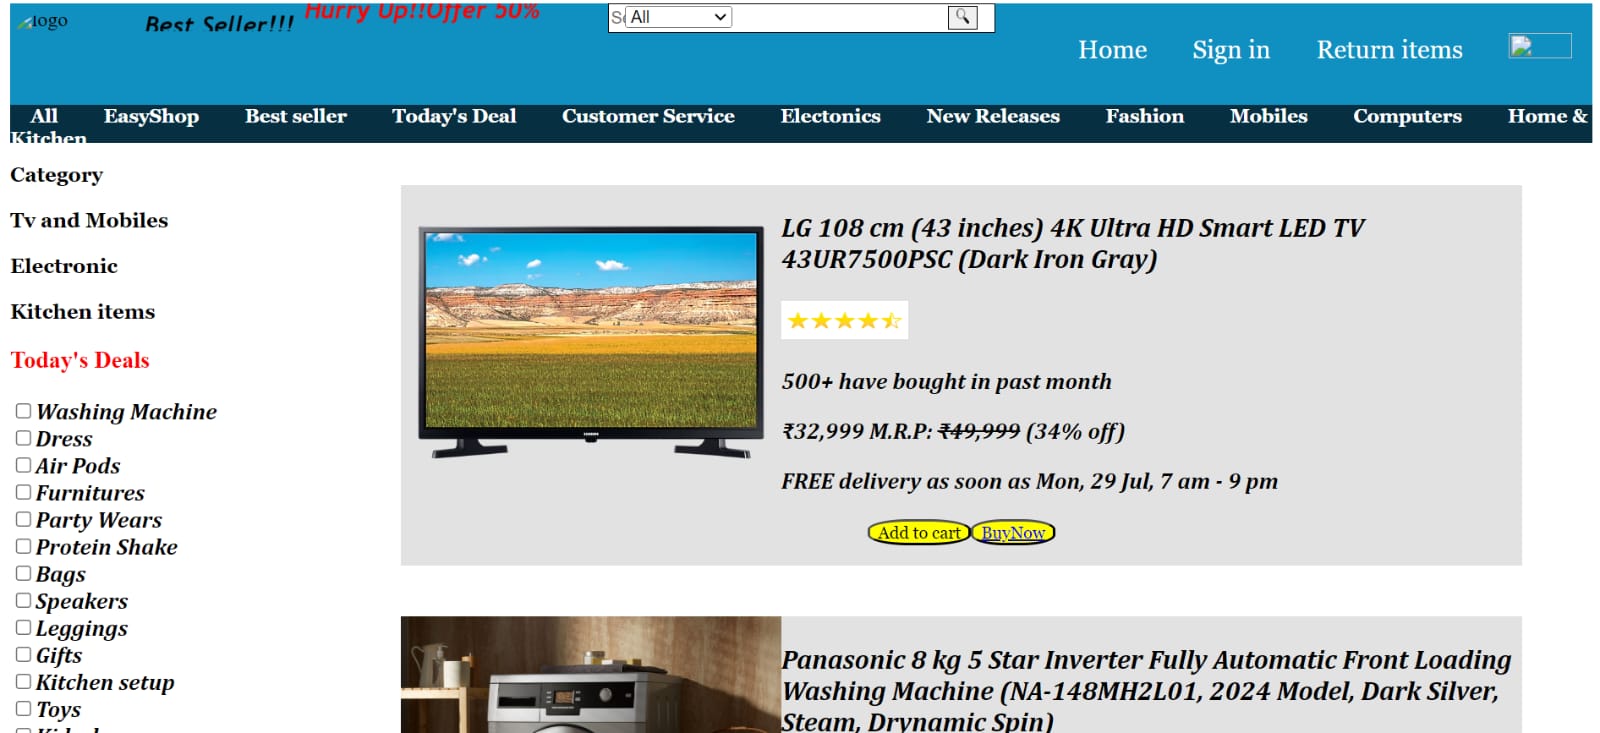 logo
Best Seller!!!
Hurry Up!!Offer 50%
All
Home Sign in Return items
All EasyShop Best seller Today's Deal Customer Service Electonics New Releases Fashion Mobiles Computers Home &
Kitchen
Category
Tv and Mobiles
Electronic
Kitchen items
Today's Deals
Washing Machine
Dress
Air Pods
Furnitures
Party Wears
Protein Shake
Bags
Speakers
Leggings
Gifts
Kitchen setup
Toys
LG 108 cm (43 inches) 4K Ultra HD Smart LED TV
43UR7500PSC (Dark Iron Gray)
500+ have bought in past month
₹32,999 M.R.P: ₹49,999 (34% off)
FREE delivery as soon as Mon, 29 Jul, 7 am - 9 pm
Add to cart BuyNow
Panasonic 8 kg 5 Star Inverter Fully Automatic Front Loading
Washing Machine (NA-148MH2L01, 2024 Model, Dark Silver,
Steam, Drynamic Spin)